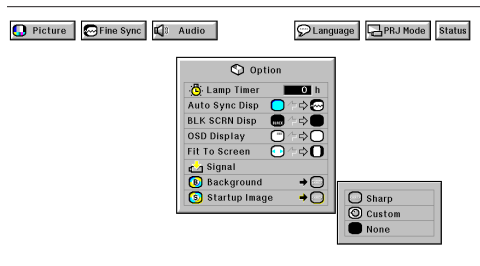 Picture Fine Sync Audio Language PRJ Mode Status
Option
Lamp Timer 0 h
Auto Sync Disp
BLK SCRN Disp BLACK
OSD Display
Fit To Screen
Signal
B Background
S Startup Image
Sharp
Custom
None